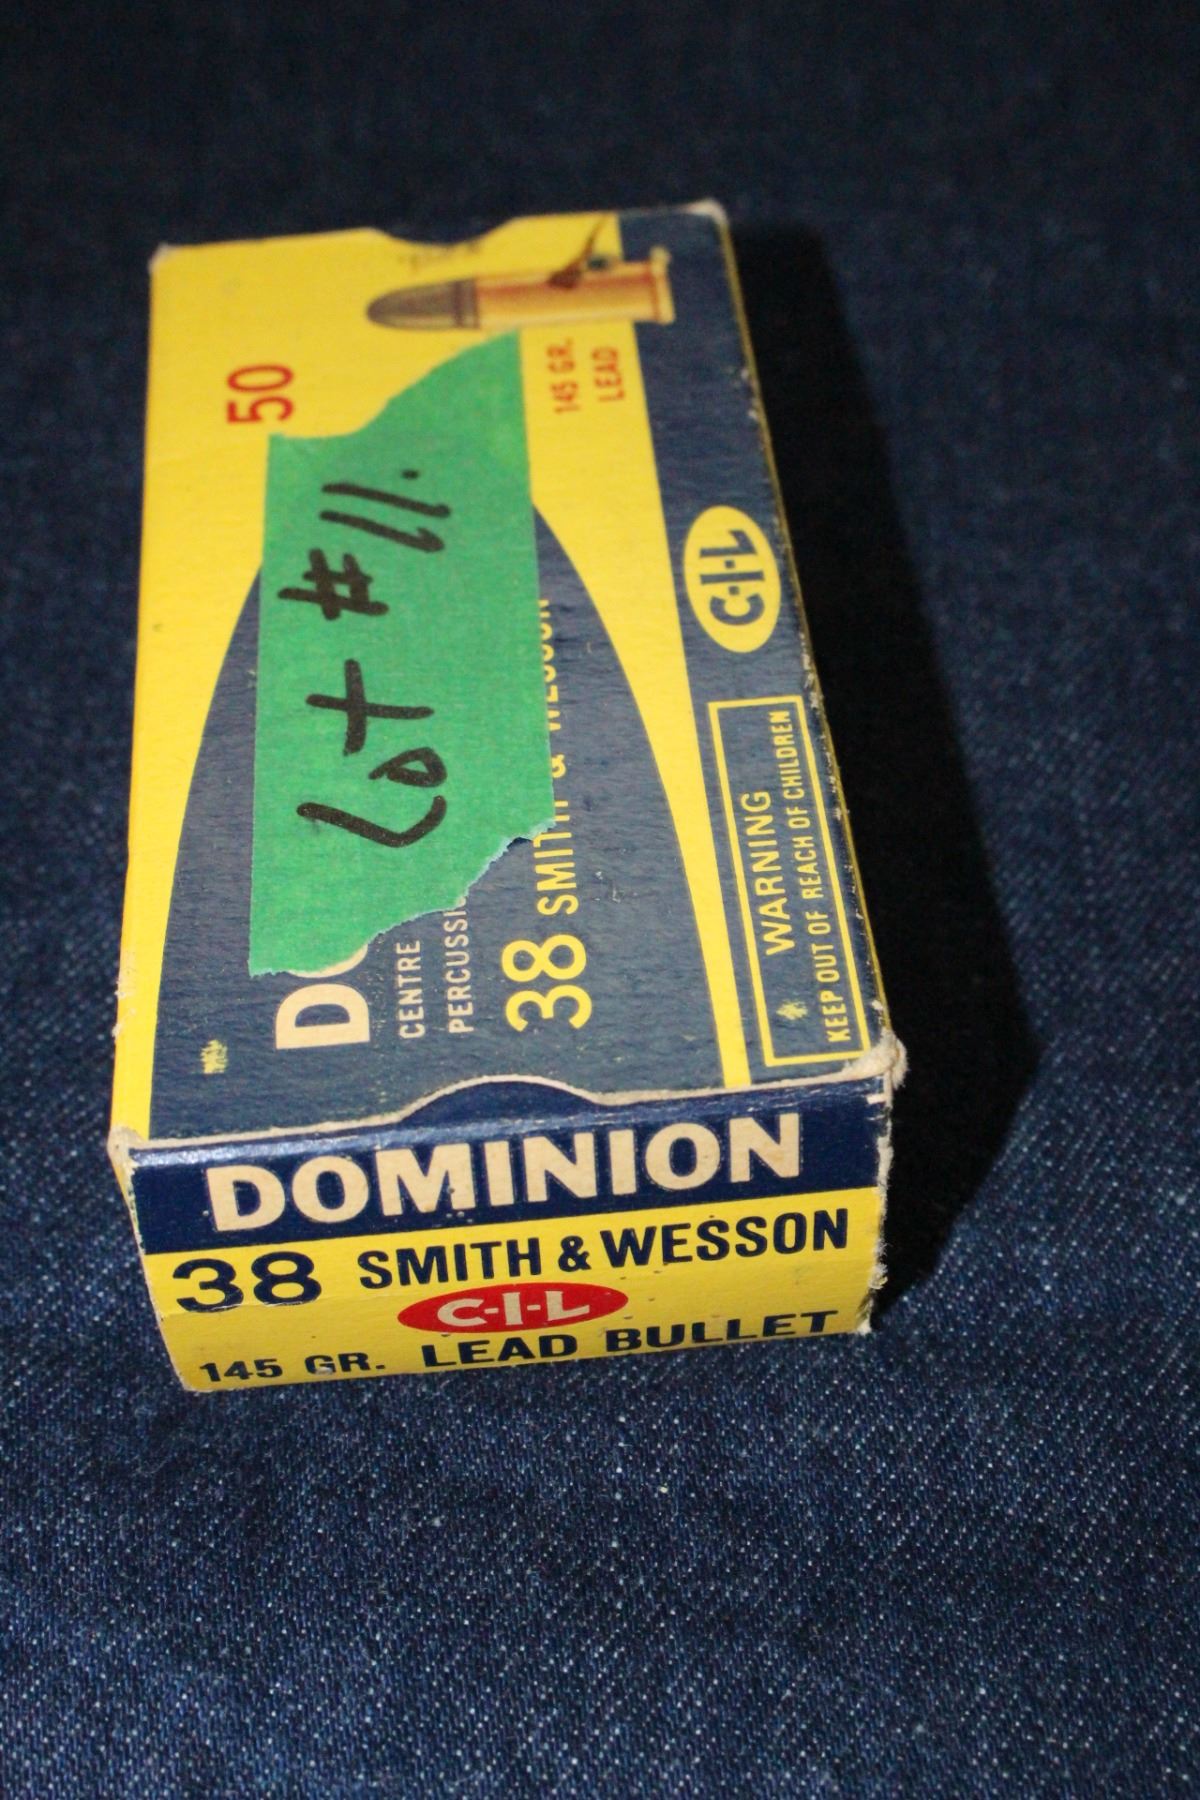 50
145 GR.
LEAD
Lot #11.
CENTRE
38 SMITH & WESSON
C-I-L
WARNING
KEEP OUT OF REACH OF CHILDREN
DOMINION
38 SMITH & WESSON
C-I-L
145 GR. LEAD BULLET